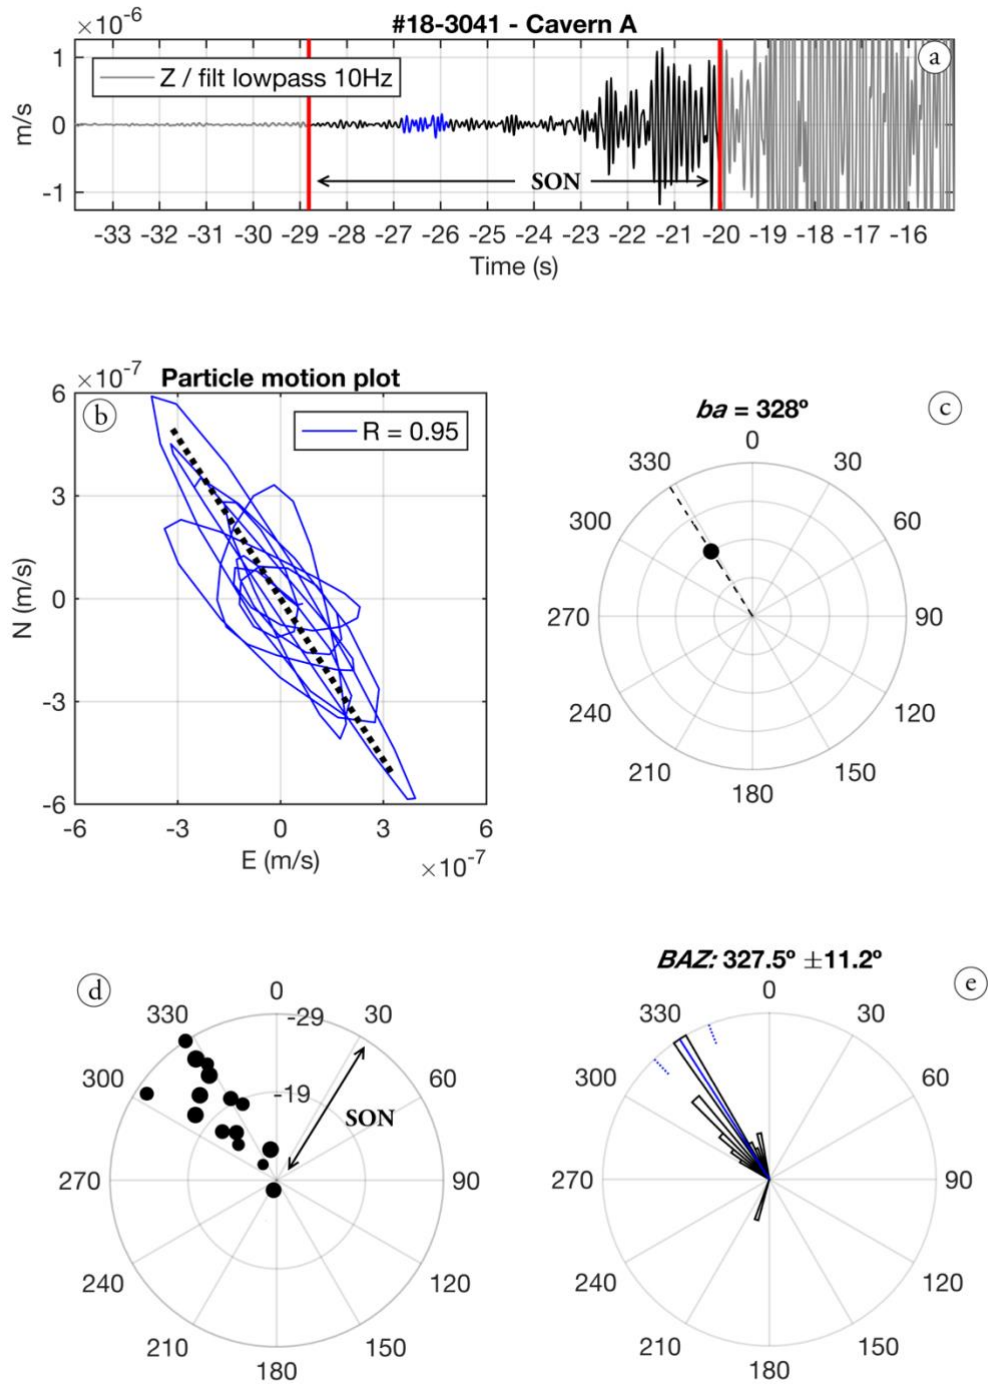 #18-3041 - Cavern A
×10⁻⁶
a
Z / filt lowpass 10Hz
1
0
-1
m/s
SON
-33 -32 -31 -30 -29 -28 -27 -26 -25 -24 -23 -22 -21 -20 -19 -18 -17 -16
Time (s)
×10⁻⁷ Particle motion plot
b
R = 0.95
6
3
0
-3
-6
N (m/s)
-6 -3 0 3 6
E (m/s)
×10⁻⁷
c
ba = 328º
0
30
60
90
120
150
180
210
240
270
300
330
d
0
30
60
90
120
150
180
210
240
270
300
330
-29
-19
SON
e
BAZ: 327.5º ±11.2º
0
30
60
90
120
150
180
210
240
270
300
330